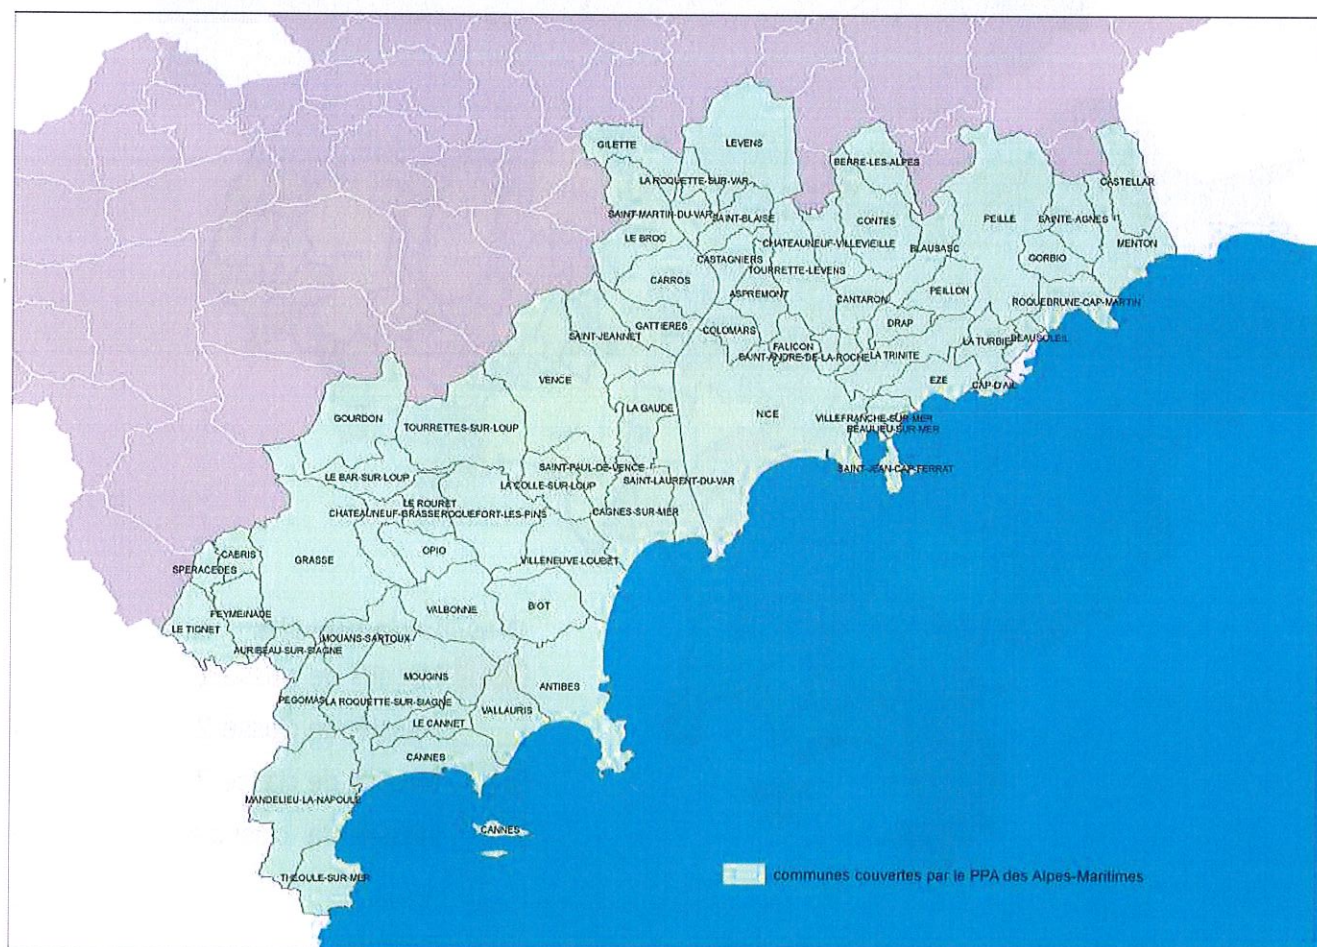 LEVENS
GILETTE
BERRE-LES-ALPES
LA ROQUETTE-SUR-VAR
CASTELLAR
SAINT-MARTIN-DU-VAR
SAINT-BLAISE
CONTES
PEILLE
SAINTE-AGNES
LE BROC
CHATEAUNEUF-VILLEVIEILLE
BLAUSASC
MENTON
CASTAGNIERS
GORBIO
TOURRETTE-LEVENS
CARROS
ASPREMONT
PEILLON
CANTARON
ROQUEBRUNE-CAP-MARTIN
GATTIERES
COLOMARS
DRAP
SAINT-JEANNET
LA TURBIE
BEAUSOLEIL
FALICON
SAINT-ANDRE-DE-LA-ROCHE
LA TRINITE
VENCE
EZE
CAP-D'AIL
LA GAUDE
NICE
GOURDON
VILLEFRANCHE-SUR-MER
TOURRETTES-SUR-LOUP
BEAULIEU-SUR-MER
SAINT-PAUL-DE-VENCE
SAINT-JEAN-CAP-FERRAT
LE BAR-SUR-LOUP
LA COLLE-SUR-LOUP
SAINT-LAURENT-DU-VAR
LE ROURET
CHATEAUNEUF-GRASSE
ROQUEFORT-LES-PINS
CAGNES-SUR-MER
OPIO
CABRIS
GRASSE
VILLENEUVE-LOUBET
SPERACEDES
BIOT
VALBONNE
PEYMEINADE
LE TIGNET
MOUANS-SARTOUX
AURIBEAU-SUR-SIAGNE
MOUGINS
ANTIBES
PEGOMAS
LA ROQUETTE-SUR-SIAGNE
VALLAURIS
LE CANNET
CANNES
MANDELIEU-LA-NAPOULE
CANNES
THEOULE-SUR-MER
communes couvertes par le PPA des Alpes-Maritimes